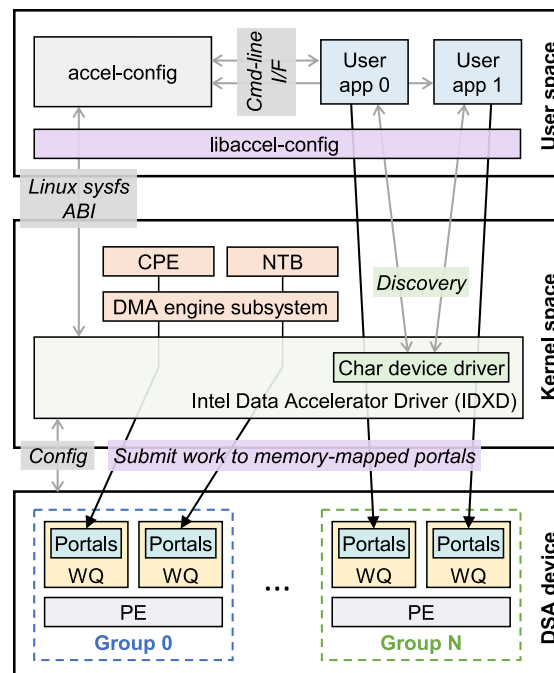 accel-config
Cmd-line
I/F
User
app 0
User
app 1
User space
libaccel-config
Linux sysfs
ABI
CPE
NTB
DMA engine subsystem
Discovery
Kernel space
Char device driver
Intel Data Accelerator Driver (IDXD)
Config
Submit work to memory-mapped portals
Portals
WQ
Portals
WQ
PE
Group 0
...
Portals
WQ
Portals
WQ
PE
Group N
DSA device